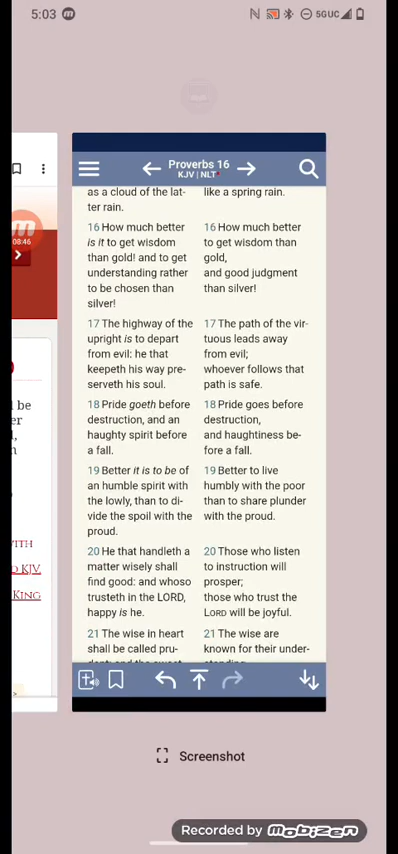 5:03
5GUC
Proverbs 16
KJV | NLT
08:46
l be
er
d,
n
ITH
D KJV
KING
as a cloud of the lat-
ter rain.
16 How much better
is it to get wisdom
than gold! and to get
understanding rather
to be chosen than
silver!
17 The highway of the
upright is to depart
from evil: he that
keepeth his way pre-
serveth his soul.
18 Pride goeth before
destruction, and an
haughty spirit before
a fall.
19 Better it is to be of
an humble spirit with
the lowly, than to di-
vide the spoil with the
proud.
20 He that handleth a
matter wisely shall
find good: and whoso
trusteth in the LORD,
happy is he.
21 The wise in heart
shall be called pru-
dent: and the sweet
like a spring rain.
16 How much better
to get wisdom than
gold,
and good judgment
than silver!
17 The path of the vir-
tuous leads away
from evil;
whoever follows that
path is safe.
18 Pride goes before
destruction,
and haughtiness be-
fore a fall.
19 Better to live
humbly with the poor
than to share plunder
with the proud.
20 Those who listen
to instruction will
prosper;
those who trust the
LORD will be joyful.
21 The wise are
known for their under-
standing
Screenshot
Recorded by mobizen